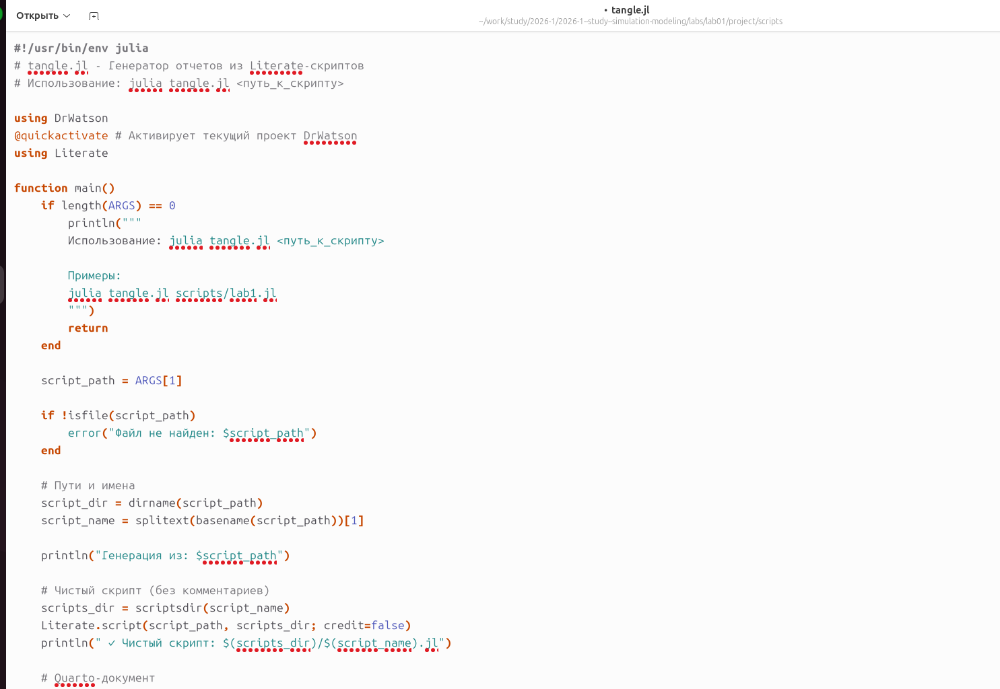 Открыть
• tangle.jl
~/work/study/2026-1/2026-1--study--simulation-modeling/labs/lab01/project/scripts
#!/usr/bin/env julia
# tangle.jl - Генератор отчетов из Literate-скриптов
# Использование: julia tangle.jl <путь_к_скрипту>
using DrWatson
@quickactivate # Активирует текущий проект DrWatson
using Literate
function main()
    if length(ARGS) == 0
        println("""
        Использование: julia tangle.jl <путь_к_скрипту>
        Примеры:
        julia tangle.jl scripts/lab1.jl
        """)
        return
    end
    script_path = ARGS[1]
    if !isfile(script_path)
        error("Файл не найден: $script_path")
    end
    # Пути и имена
    script_dir = dirname(script_path)
    script_name = splitext(basename(script_path))[1]
    println("Генерация из: $script_path")
    # Чистый скрипт (без комментариев)
    scripts_dir = scriptsdir(script_name)
    Literate.script(script_path, scripts_dir; credit=false)
    println(" ✓ Чистый скрипт: $(scripts_dir)/$(script_name).jl")
    # Quarto-документ